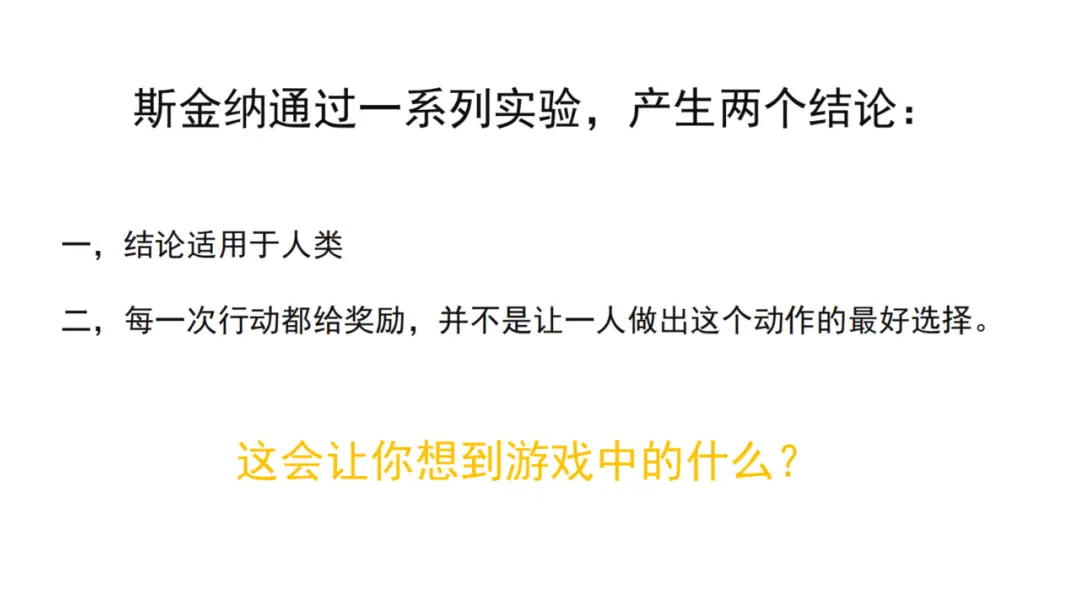 斯金纳通过一系列实验，产生两个结论：
一，结论适用于人类
二，每一次行动都给奖励，并不是让一人做出这个动作的最好选择。
这会让你想到游戏中的什么？